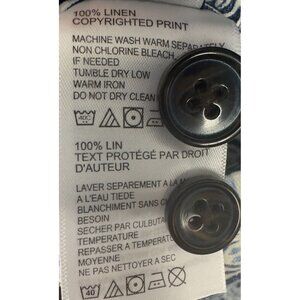 100% LINEN
COPYRIGHTED PRINT
MACHINE WASH WARM SEPARATELY
NON CHLORINE BLEACH
IF NEEDED
TUMBLE DRY LOW
WARM IRON
DO NOT DRY CLEAN
40C
100% LIN
TEXT PROTÉGÉ PAR DROIT
D'AUTEUR
LAVER SEPAREMENT A LA
A L'EAU TIEDE
BLANCHIMENT SANS
BESOIN
SECHER PAR
TEMPERATURE
REPASSER A
MOYENNE
NE PAS NETTOYER A SEC
40